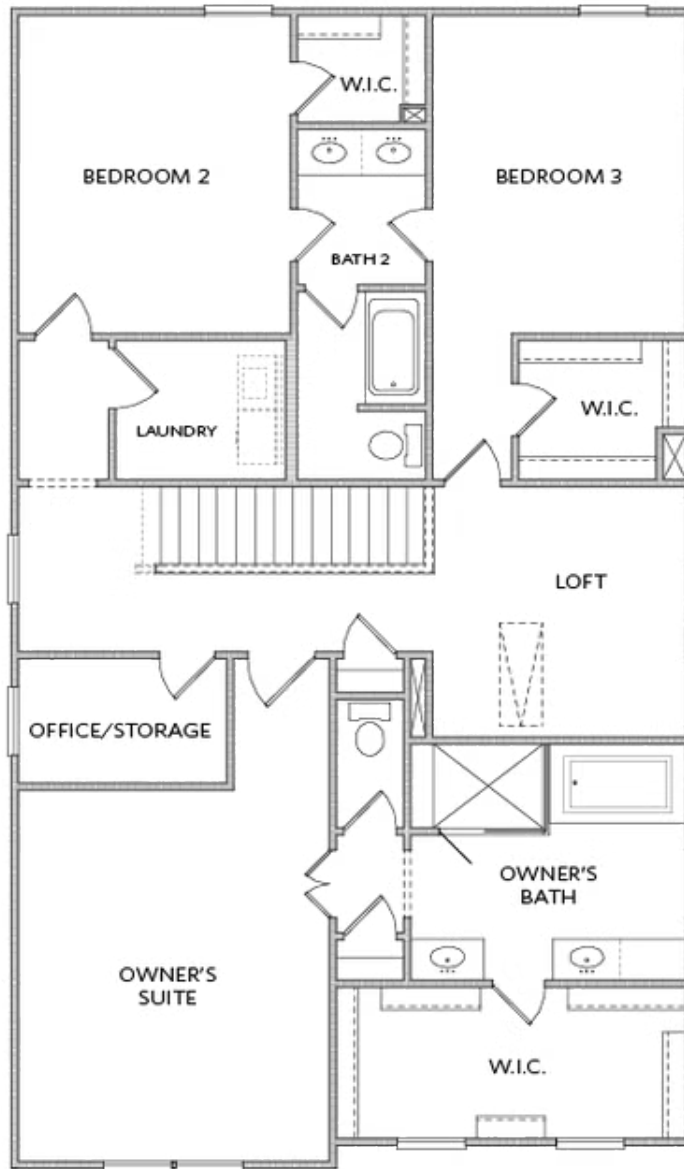 W.I.C.
BEDROOM 2
BEDROOM 3
BATH 2
W.I.C.
LAUNDRY
LOFT
OFFICE/STORAGE
OWNER'S
BATH
OWNER'S
SUITE
W.I.C.